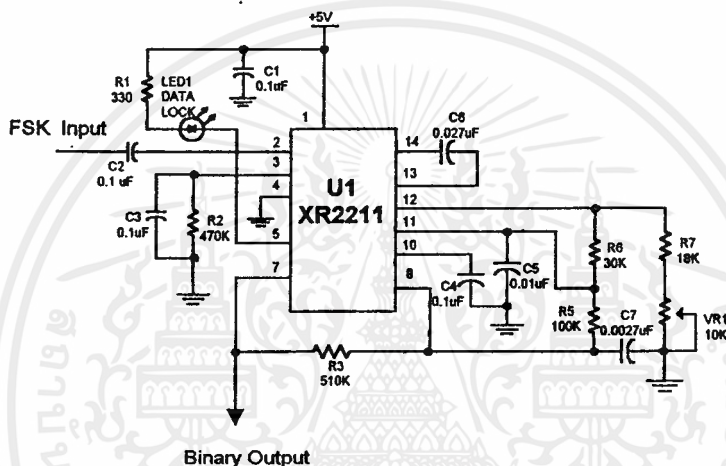 +5V
R1
330
LED1
DATA
LOCK
C1
0.1uF
1
FSK Input
C2
0.1 uF
2
3
4
5
7
14
13
12
11
10
8
U1
XR2211
C6
0.027uF
C3
0.1uF
R2
470K
C4
0.1uF
C5
0.01uF
R6
30K
R7
18K
R5
100K
C7
0.0027uF
VR1
10K
R3
510K
Binary Output